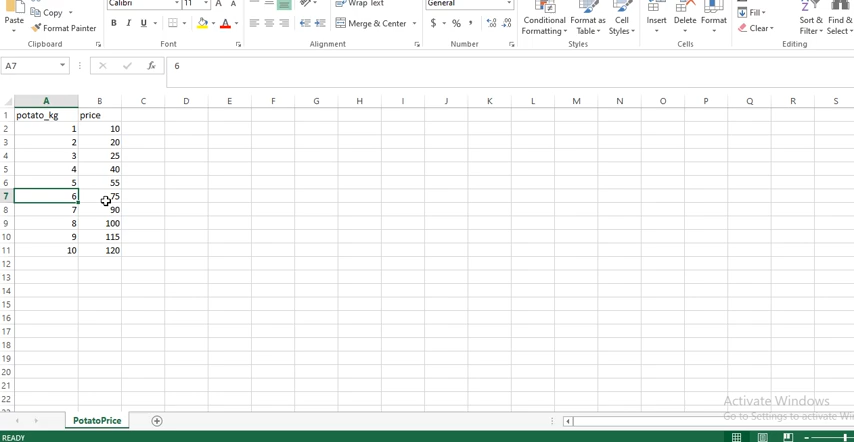 Paste
Copy
Format Painter
Clipboard
Calibri 11 A A
B I U A
Font
Wrap Text
Merge & Center
Alignment
General
$ % , .0 .00
Number
Conditional Formatting
Format as Table
Cell Styles
Styles
Insert
Delete
Format
Cells
Fill
Clear
Sort & Filter
Find & Select
Editing
A7 fx 6
A B C D E F G H I J K L M N O P Q R S
1 potato_kg price
2 1 10
3 2 20
4 3 25
5 4 40
6 5 55
7 6 75
8 7 90
9 8 100
10 9 115
11 10 120
12
13
14
15
16
17
18
19
20
21
22
Activate Windows
Go to Settings to activate Wi
PotatoPrice
READY